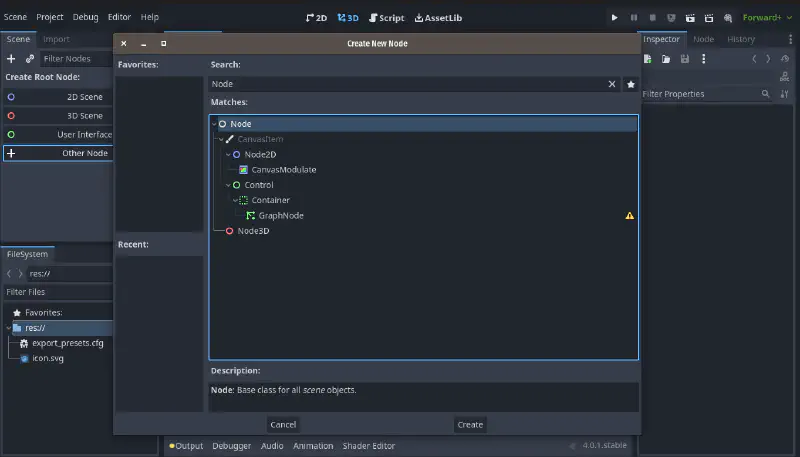 Scene Project Debug Editor Help 2D 3D Script AssetLib Forward+
Scene Import Create New Node Inspector Node History
Filter Nodes
Create Root Node:
2D Scene
3D Scene
User Interface
Other Node
FileSystem
res://
Filter Files
Favorites:
res://
export_presets.cfg
icon.svg
Favorites:
Recent:
Search:
Node
Matches:
Node
CanvasItem
Node2D
CanvasModulate
Control
Container
GraphNode
Node3D
Description:
Node: Base class for all scene objects.
Cancel Create
Filter Properties
Output Debugger Audio Animation Shader Editor 4.0.1.stable